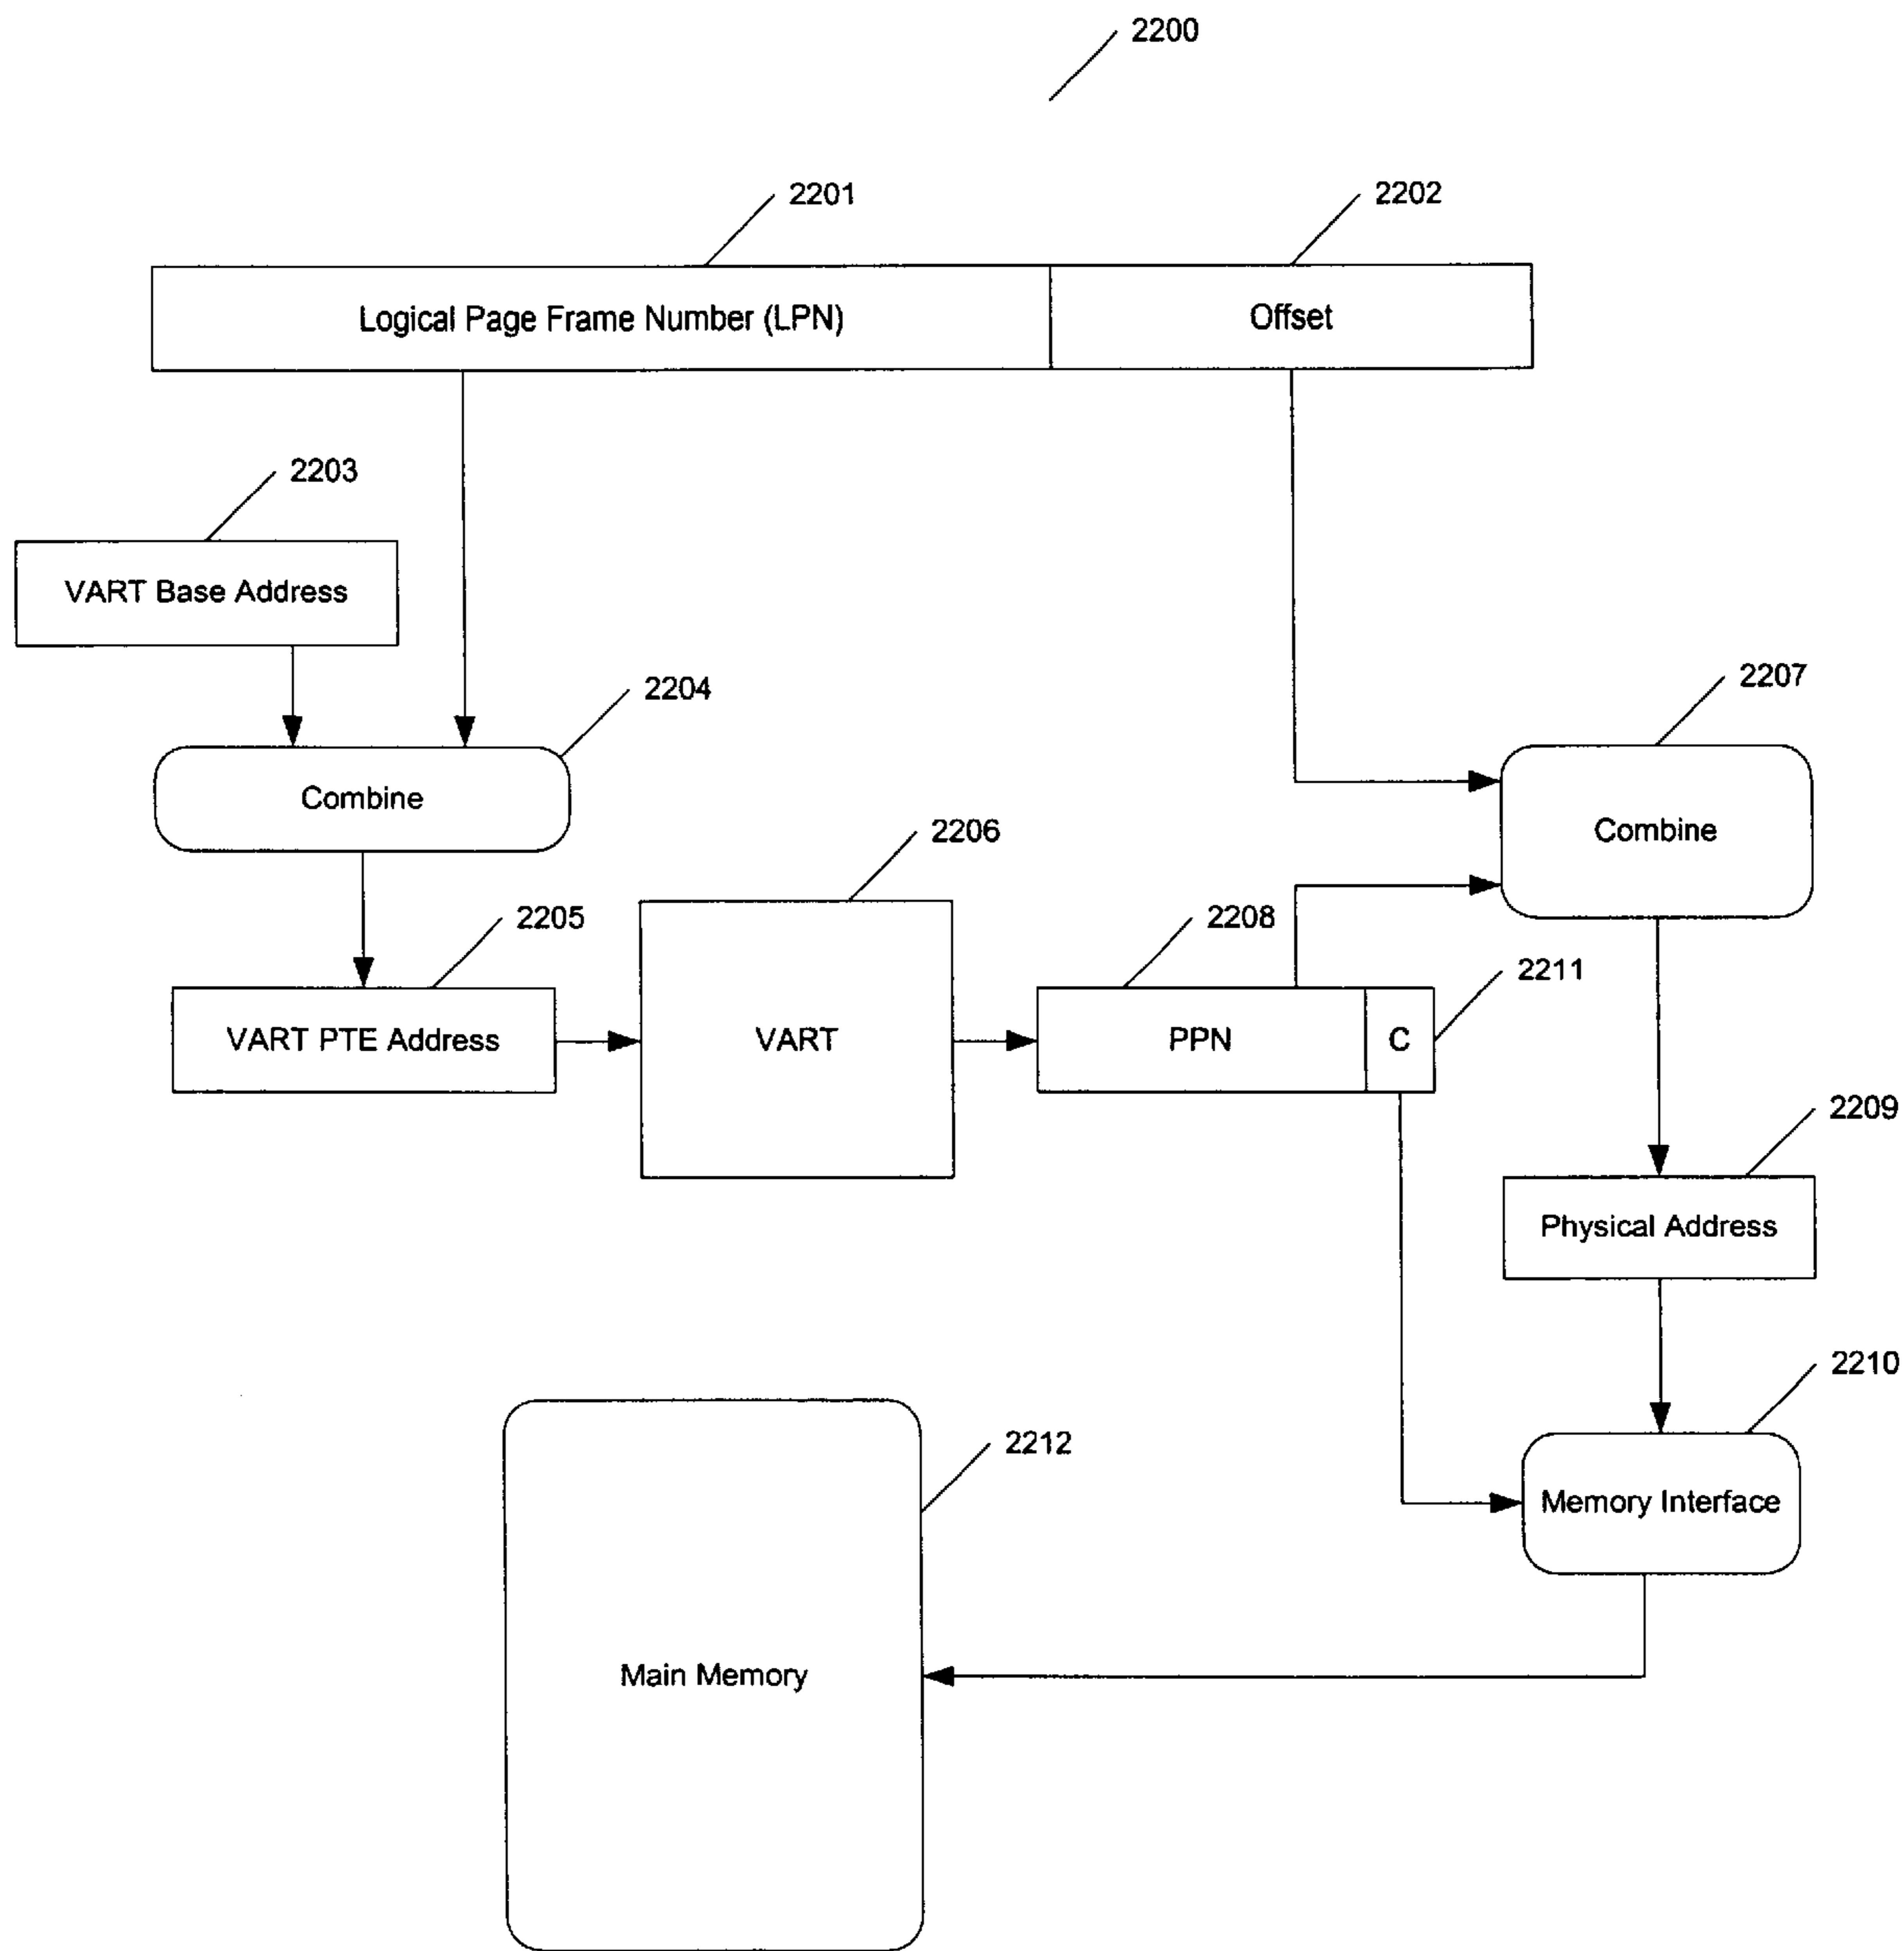 2200
2201
2202
Logical Page Frame Number (LPN)
Offset
2203
VART Base Address
2204
2207
Combine
Combine
2206
2205
2208
2211
VART PTE Address
VART
PPN
C
2209
Physical Address
2210
2212
Memory Interface
Main Memory